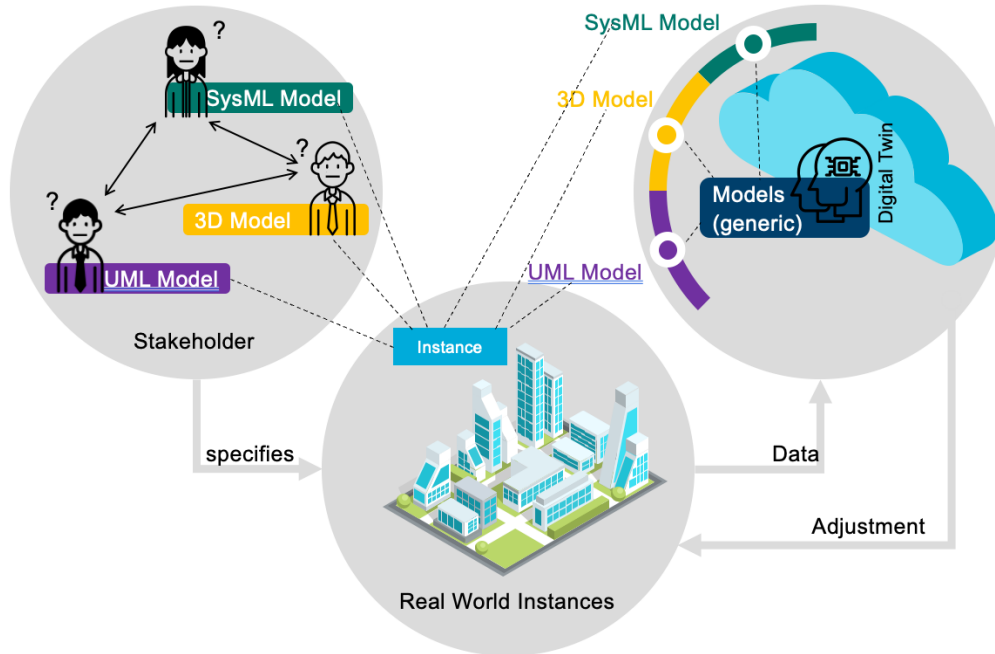 ?
SysML Model
?
3D Model
?
UML Model
Stakeholder
SysML Model
3D Model
UML Model
Models
(generic)
Digital Twin
Instance
specifies
Data
Adjustment
Real World Instances